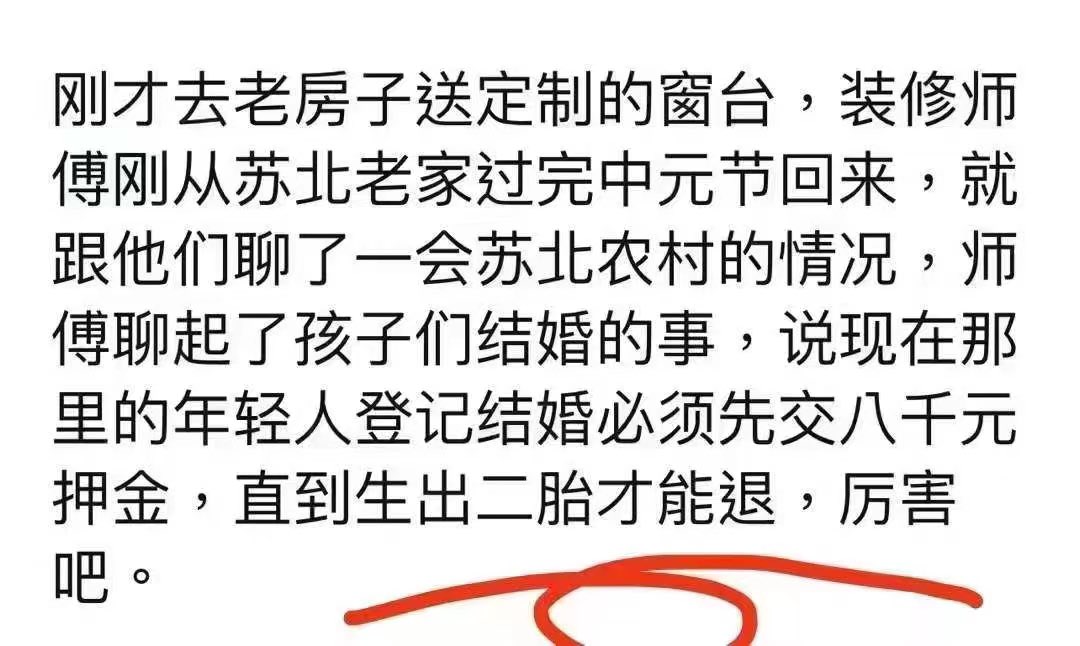 刚才去老房子送定制的窗台，装修师
傅刚从苏北老家过完中元节回来，就
跟他们聊了一会苏北农村的情况，师
傅聊起了孩子们结婚的事，说现在那
里的年轻人登记结婚必须先交八千元
押金，直到生出二胎才能退，厉害
吧。